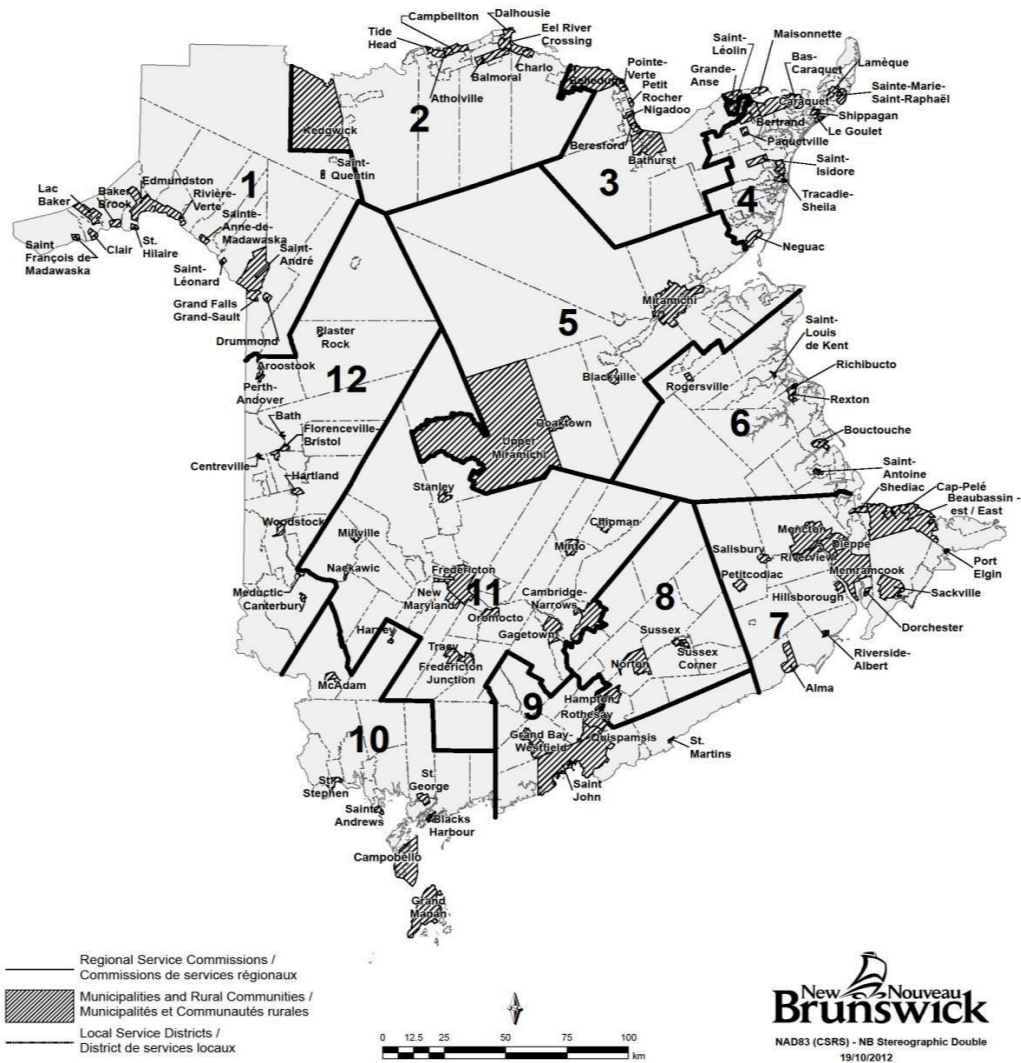 Dalhousie
Campbellton
Tide
Head
Eel River
Crossing
Charlo
Balmoral
Atholville
Saint-
Léolin
Maisonnette
Grande-
Anse
Bas-
Caraquet
Lamèque
Sainte-Marie-
Saint-Raphaël
Caraquet
Shippagan
Le Goulet
Bertrand
Paquetville
Saint-
Isidore
Tracadie-
Sheila
Neguac
Belledune
Pointe-
Verte
Petit
Rocher
Nigadoo
Beresford
Bathurst
Kedgwick
Saint-
Quentin
2
3
4
1
Lac
Baker
Baker
Brook
Edmundston
Rivière-
Verte
Sainte-
Anne-de-
Madawaska
Saint-
André
Saint
François de
Madawaska
Clair
St.
Hilaire
Saint-
Léonard
Grand Falls
Grand-Sault
Drummond
Miramichi
5
Saint-
Louis
de Kent
Richibucto
Rexton
Rogersville
Blackville
Plaster
Rock
12
Aroostook
Perth-
Andover
Bath
Florenceville-
Bristol
Centreville
Hartland
Woodstock
Doaktown
Upper
Miramichi
6
Bouctouche
Saint-
Antoine
Shediac
Cap-Pelé
Beaubassin -
est / East
Stanley
Millville
Chipman
Minto
Nackawic
Meductic
Canterbury
Fredericton
New
Maryland
11
Oromocto
Cambridge-
Narrows
Gagetown
Harvey
Tracy
Fredericton
Junction
McAdam
8
Sussex
Sussex
Corner
Norton
Moncton
Dieppe
Salisbury
Riverview
Petitcodiac
Memramcook
Hillsborough
7
Port
Elgin
Sackville
Dorchester
Riverside-
Albert
Alma
Hampton
Rothesay
9
Grand Bay-
Westfield
Quispamsis
St.
Martins
Saint
John
10
St.
Stephen
St.
George
Saint
Andrews
Blacks
Harbour
Campobello
Grand
Manan
Regional Service Commissions /
Commissions de services régionaux
Municipalities and Rural Communities /
Municipalités et Communautés rurales
Local Service Districts /
District de services locaux
0 12.5 25 50 75 100
km
New Nouveau
Brunswick
NAD83 (CSRS) - NB Stereographic Double
19/10/2012